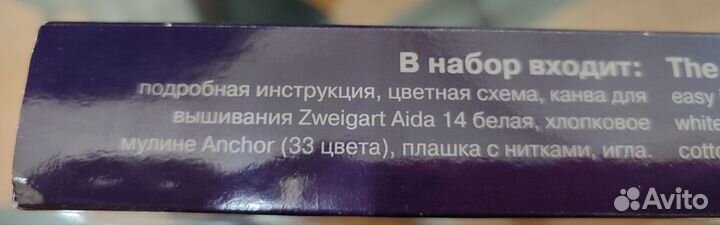 В набор входит:
подробная инструкция, цветная схема, канва для
вышивания Zweigart Aida 14 белая, хлопковое
мулине Anchor (33 цвета), плашка с нитками, игла.
The
easy
white
cotto
Avito